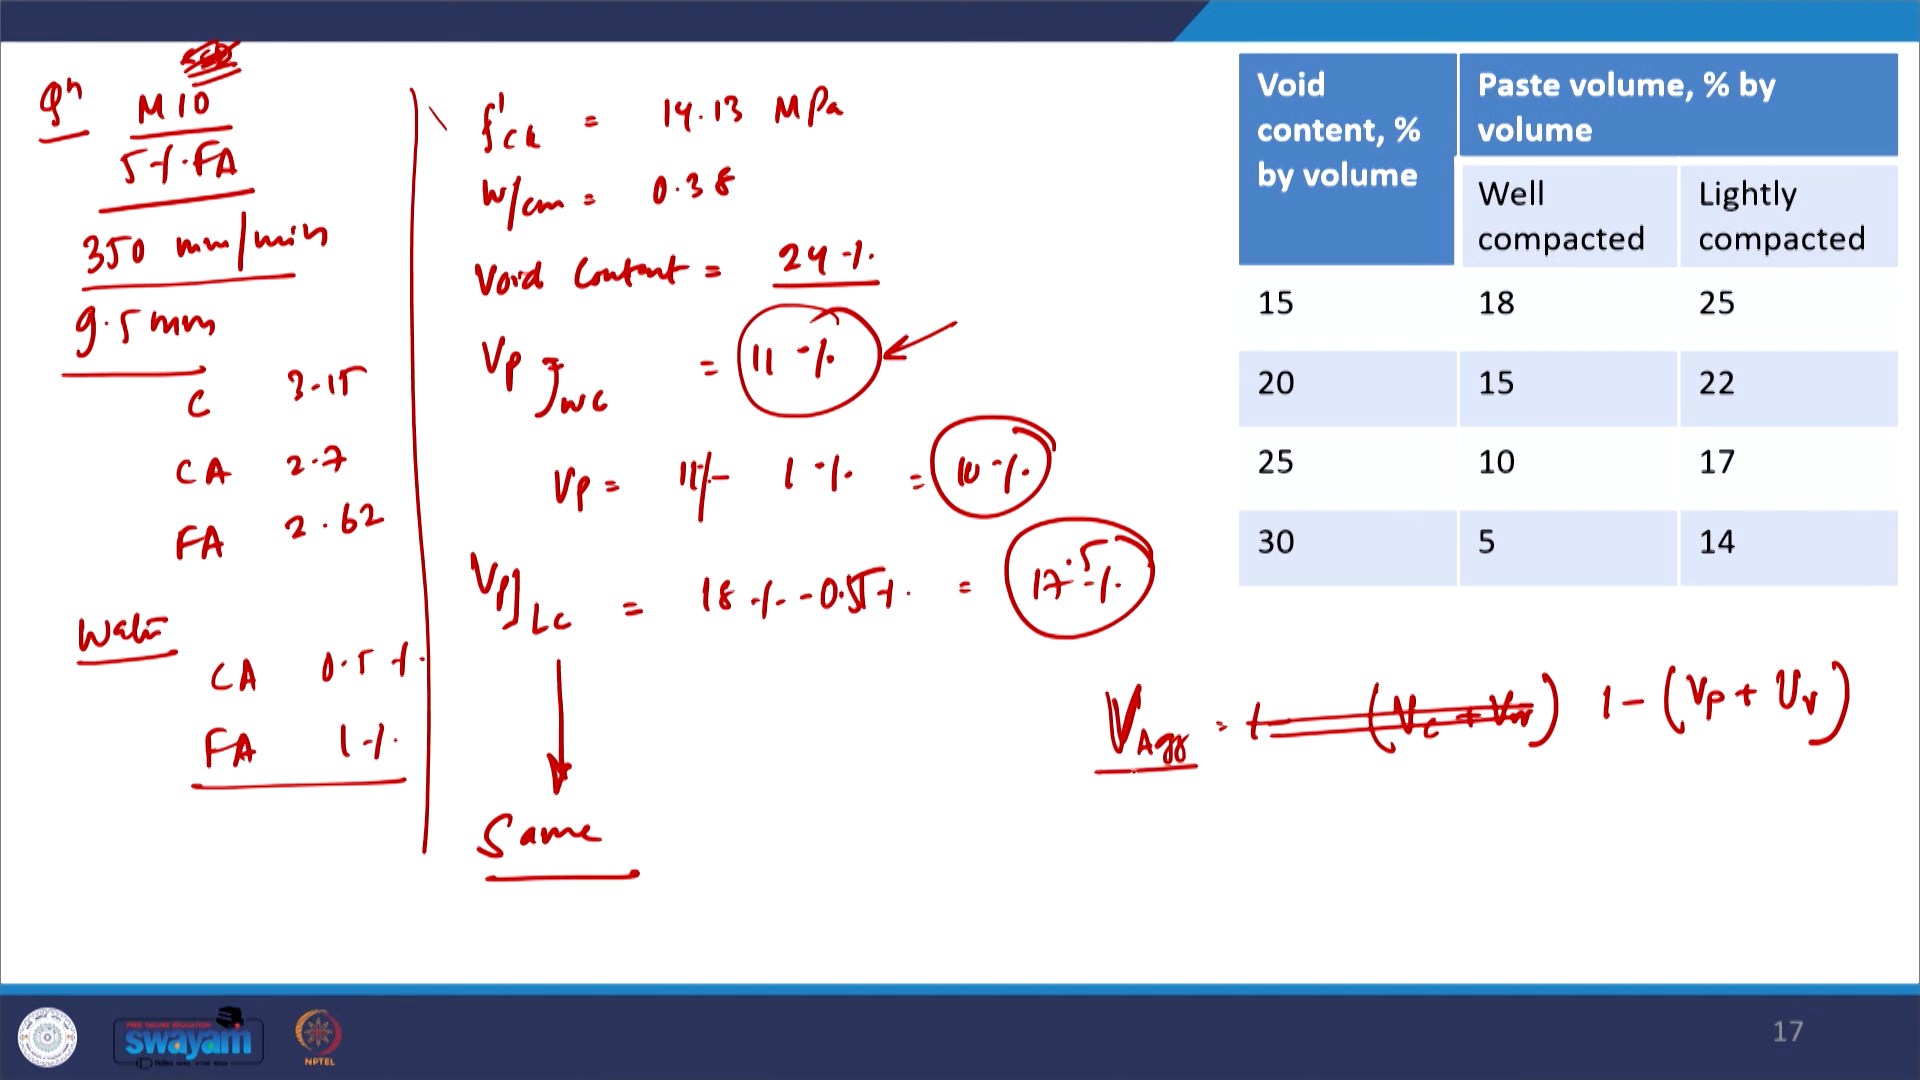 Qn M10
5% FA
350 mm/min
9.5mm
C 3.15
CA 2.7
FA 2.62
Water
CA 0.5 %
FA 1 %
f'ck = 14.13 MPa
W/cm = 0.38
Void Content = 24 %
Vp]WC = 11 %
Vp = 11 - 1 % = 10 %
Vp]LC = 18 % - 0.5 % = 17.5 %
Same
VAgg = 1 - (Vc + Vw) 1 - (Vp + Vv)
Void content, % by volume
Paste volume, % by volume
Well compacted
Lightly compacted
15 18 25
20 15 22
25 10 17
30 5 14
swayam
NPTEL
17